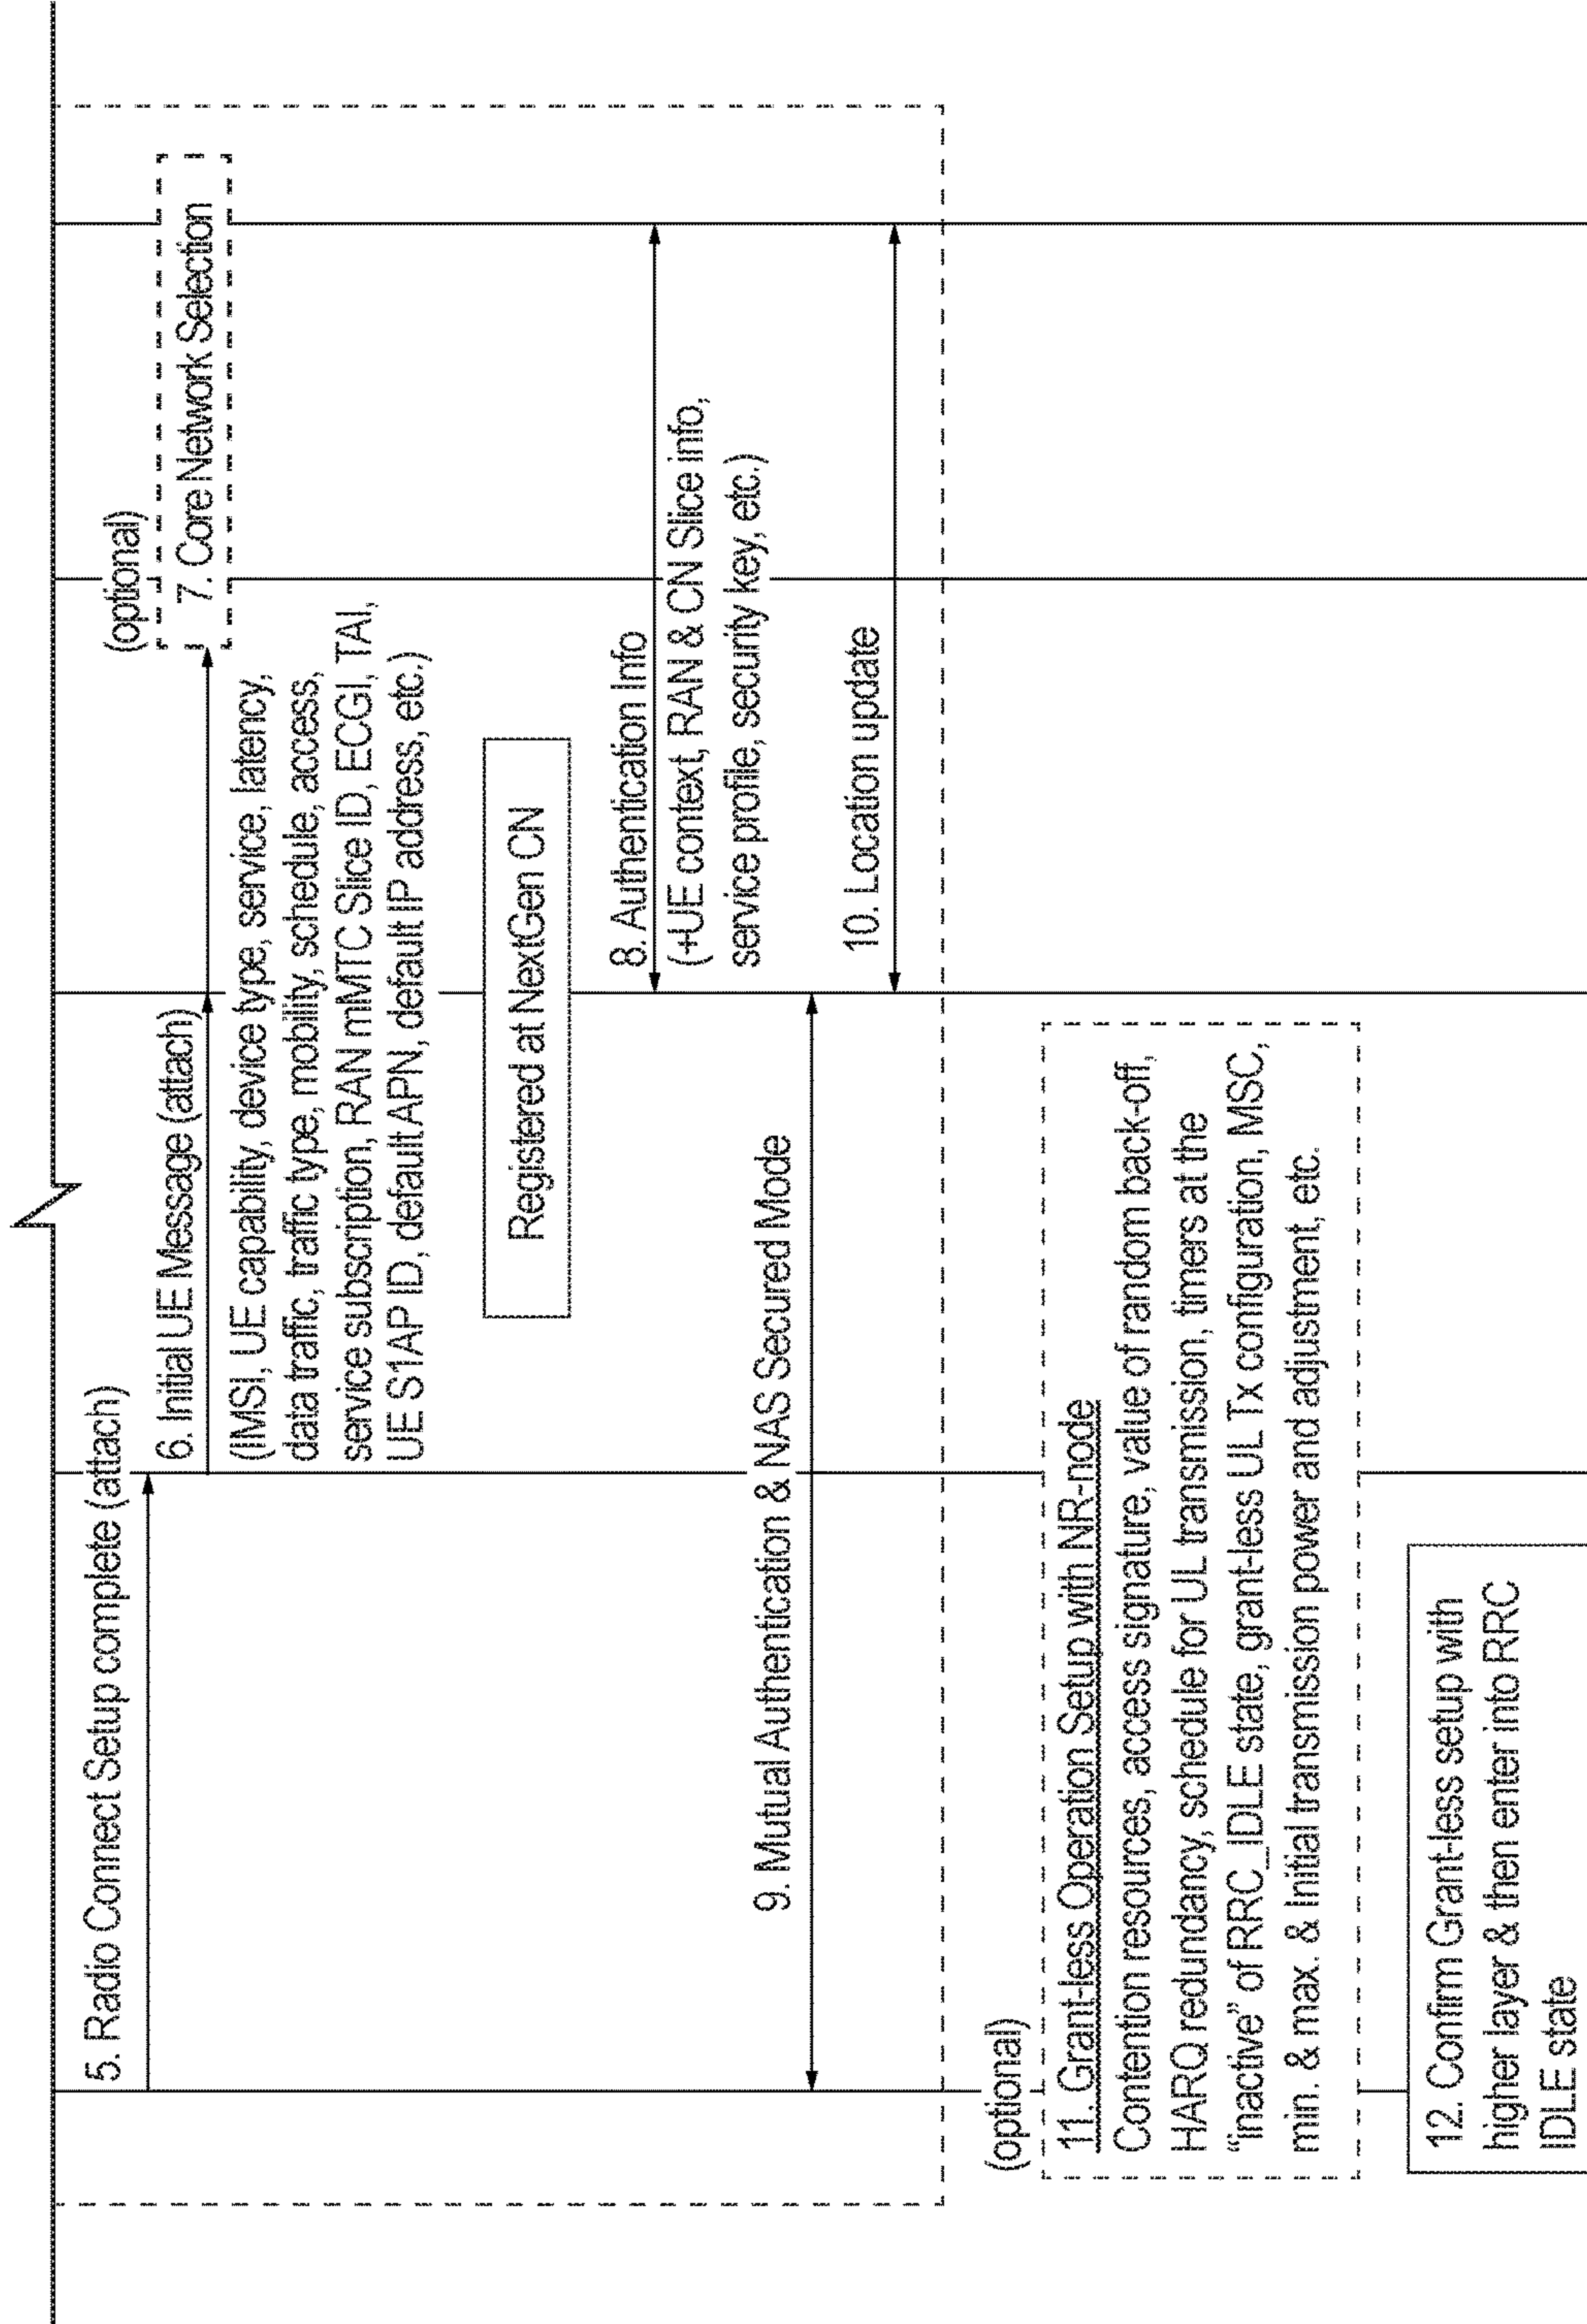 5. Radio Connect Setup complete (attach)
6. Initial UE Message (attach)
(IMSI, UE capability, device type, service, latency,
data traffic, traffic type, mobility, schedule, access,
service subscription, RAN mMTC Slice ID, ECGI, TAI,
UE S1AP ID, default APN, default IP address, etc.)
(optional)
7. Core Network Selection
Registered at NextGen CN
8. Authentication Info
(+UE context, RAN & CN Slice info,
service profile, security key, etc.)
9. Mutual Authentication & NAS Secured Mode
10. Location update
(optional)
11. Grant-less Operation Setup with NR-node
Contention resources, access signature, value of random back-off,
HARQ redundancy, schedule for UL transmission, timers at the
“inactive” of RRC_IDLE state, grant-less UL Tx configuration, MSC,
min. & max. & Initial transmission power and adjustment, etc.
12. Confirm Grant-less setup with
higher layer & then enter into RRC
IDLE state